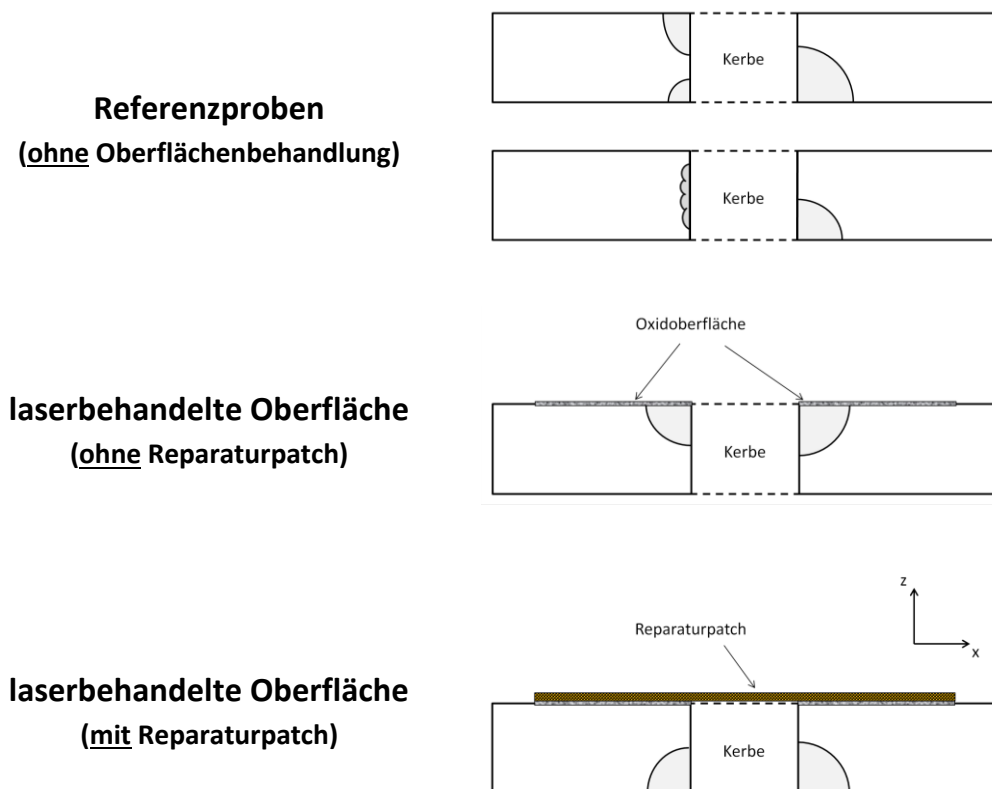 Kerbe
Referenzproben
(ohne Oberflächenbehandlung)
Kerbe
Oxidoberfläche
laserbehandelte Oberfläche
(ohne Reparaturpatch)
Kerbe
z
x
Reparaturpatch
laserbehandelte Oberfläche
(mit Reparaturpatch)
Kerbe